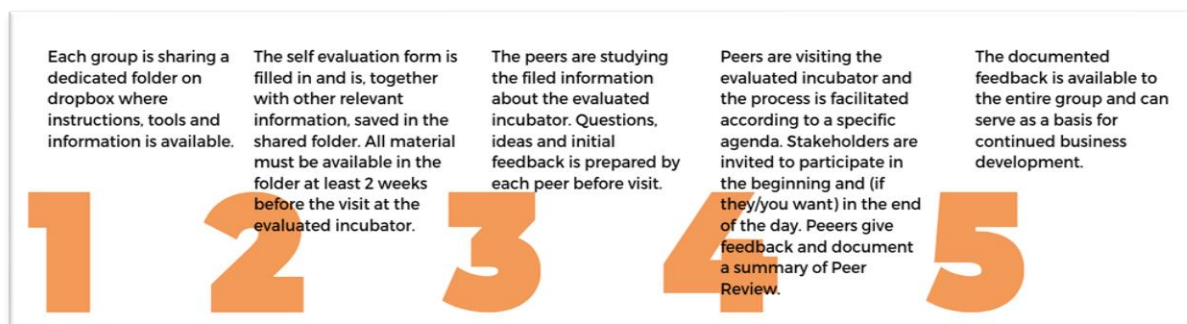 Each group is sharing a
dedicated folder on
dropbox where
instructions, tools and
information is available.
1
The self evaluation form is
filled in and is, together
with other relevant
information, saved in the
shared folder. All material
must be available in the
folder at least 2 weeks
before the visit at the
evaluated incubator.
2
The peers are studying
the filed information
about the evaluated
incubator. Questions,
ideas and initial
feedback is prepared by
each peer before visit.
3
Peers are visiting the
evaluated incubator and
the process is facilitated
according to a specific
agenda. Stakeholders are
invited to participate in
the beginning and (if
they/you want) in the end
of the day. Peeers give
feedback and document
a summary of Peer
Review.
4
The documented
feedback is available to
the entire group and can
serve as a basis for
continued business
development.
5